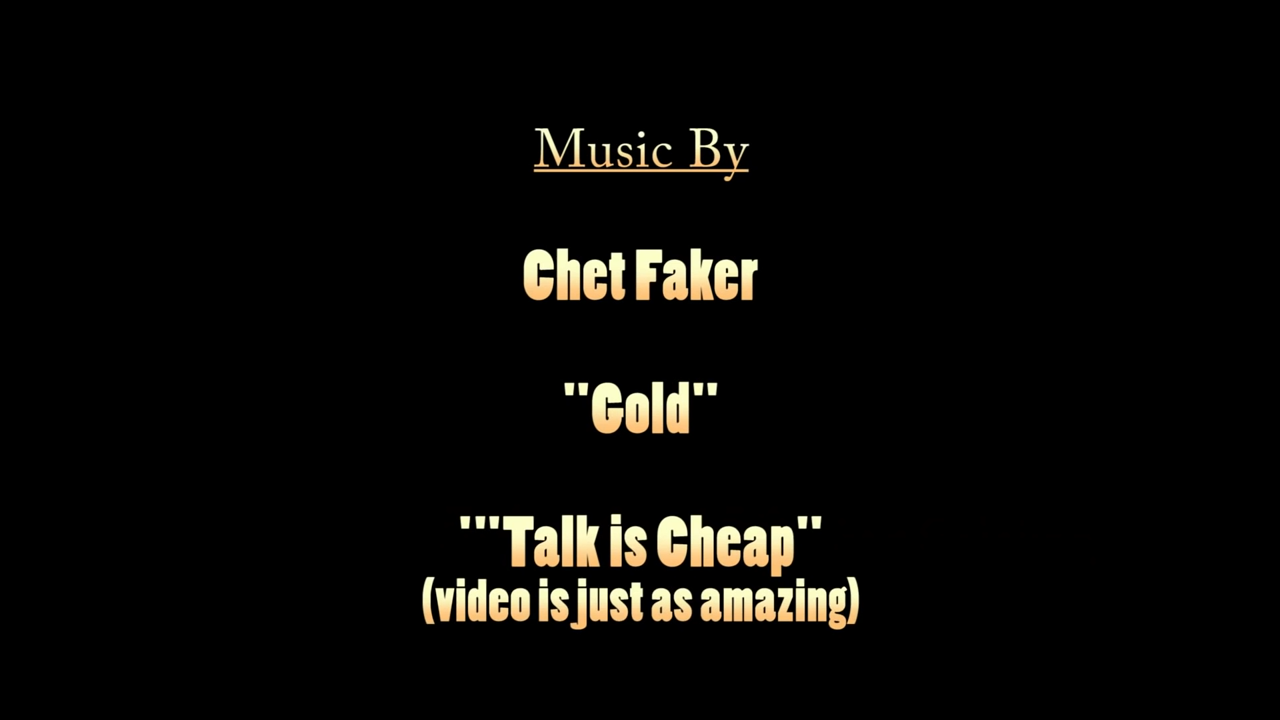 Music By
Chet Faker
"Gold"
'"Talk is Cheap"
(video is just as amazing)